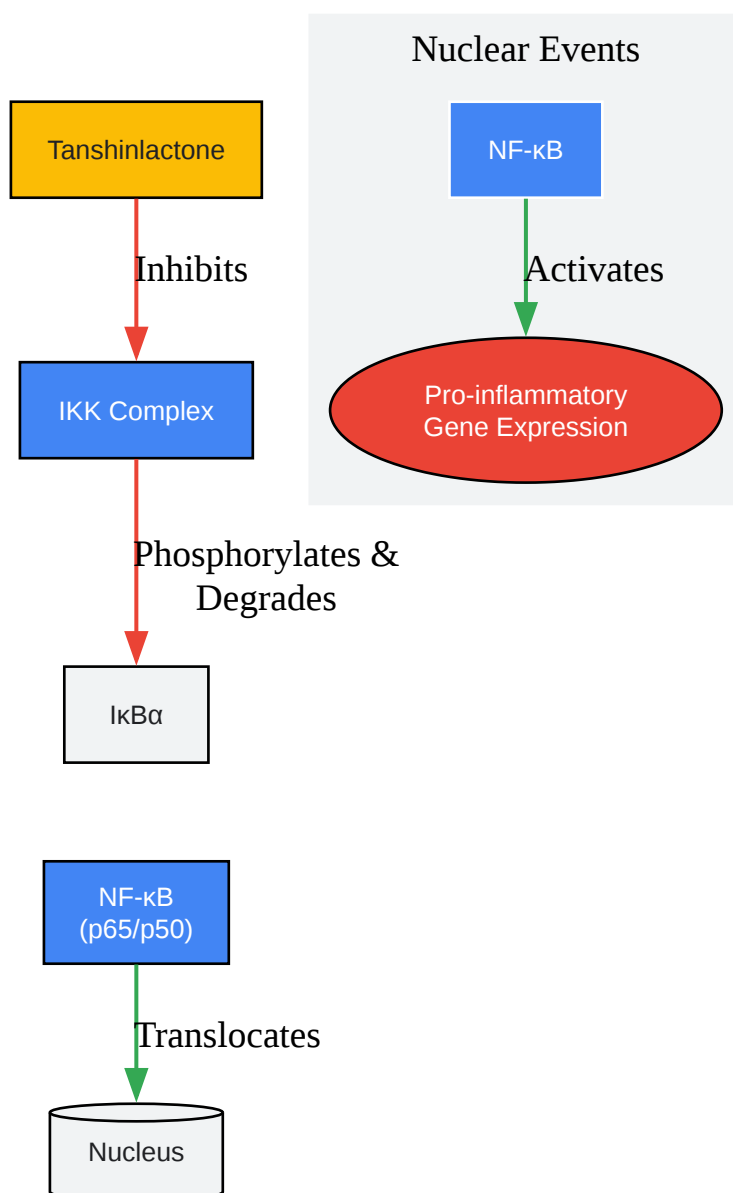 Nuclear Events
Tanshinlactone
NF-κB
Inhibits
Activates
IKK Complex
Pro-inflammatory
Gene Expression
Phosphorylates &
Degrades
IκBα
NF-κB
(p65/p50)
Translocates
Nucleus